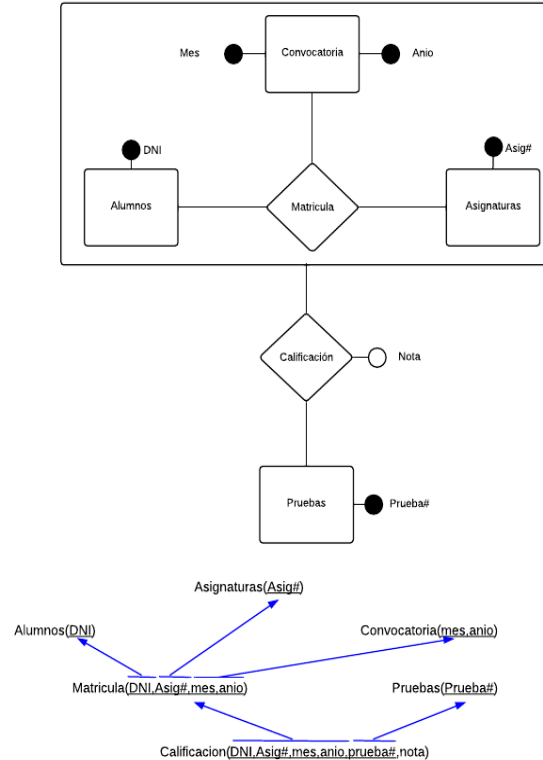 Mes
Convocatoria
Anio
DNI
Asig#
Alumnos
Matricula
Asignaturas
Calificación
Nota
Pruebas
Prueba#
Asignaturas(Asig#)
Alumnos(DNI)
Convocatoria(mes,anio)
Matricula(DNI,Asig#,mes,anio)
Pruebas(Prueba#)
Calificacion(DNI,Asig#,mes,anio.prueba#,nota)